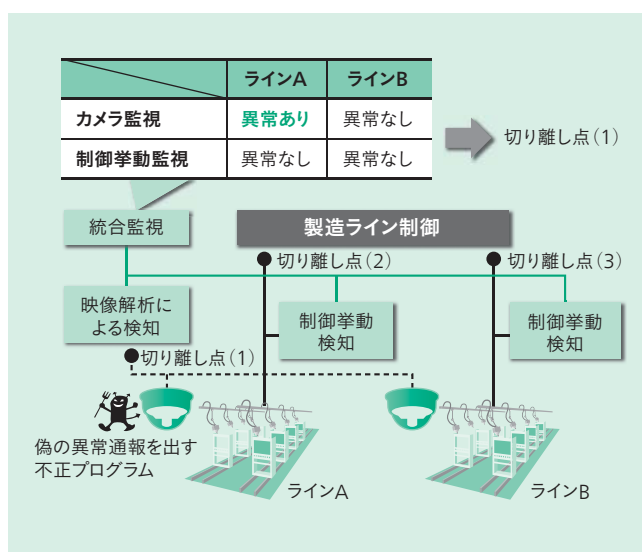 ラインA ラインB
カメラ監視 異常あり 異常なし
制御挙動監視 異常なし 異常なし
切り離し点(1)
統合監視
製造ライン制御
切り離し点(2)
切り離し点(3)
映像解析に
よる検知
制御挙動
検知
制御挙動
検知
切り離し点(1)
偽の異常通報を出す
不正プログラム
ラインA
ラインB